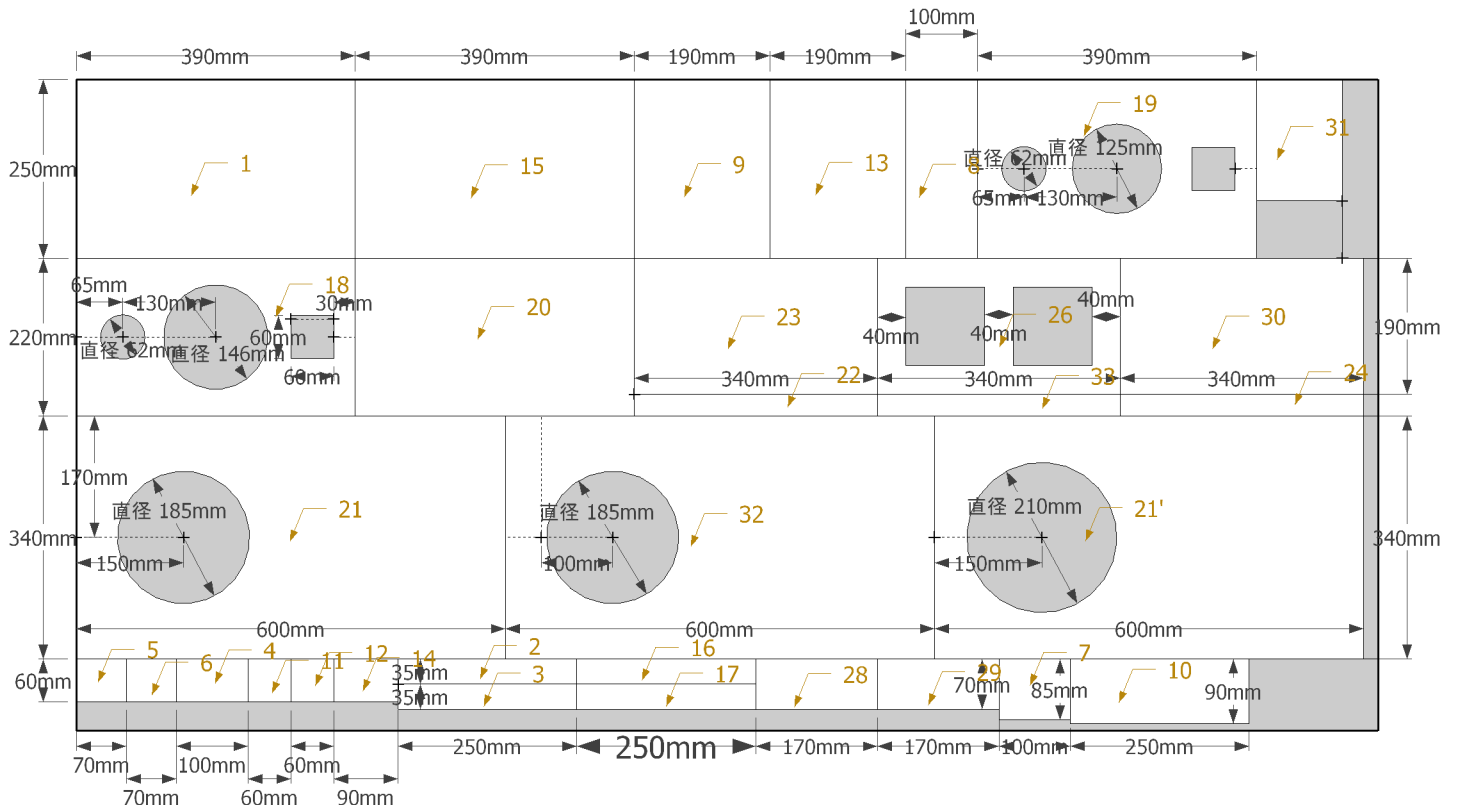 100mm
390mm 390mm 190mm 190mm 390mm
19
直径 125mm
直径 62mm
31
250mm
1 15 9 13 8
65mm 130mm
65mm
130mm
18
30mm
20
23
40mm
40mm
40mm
26
30
190mm
220mm
直径 62mm
直径 146mm
60mm
60mm
340mm 340mm 340mm
22 33 24
170mm
直径 185mm
21
直径 185mm
32
直径 210mm
21'
340mm
340mm
150mm
100mm
150mm
600mm 600mm 600mm
5 6 4 11 12 14 2 16 7
35mm
3 17 28 29 10
60mm
35mm
70mm
85mm
90mm
70mm
70mm
100mm
60mm
60mm
90mm
250mm 250mm 170mm 170mm 100mm 250mm